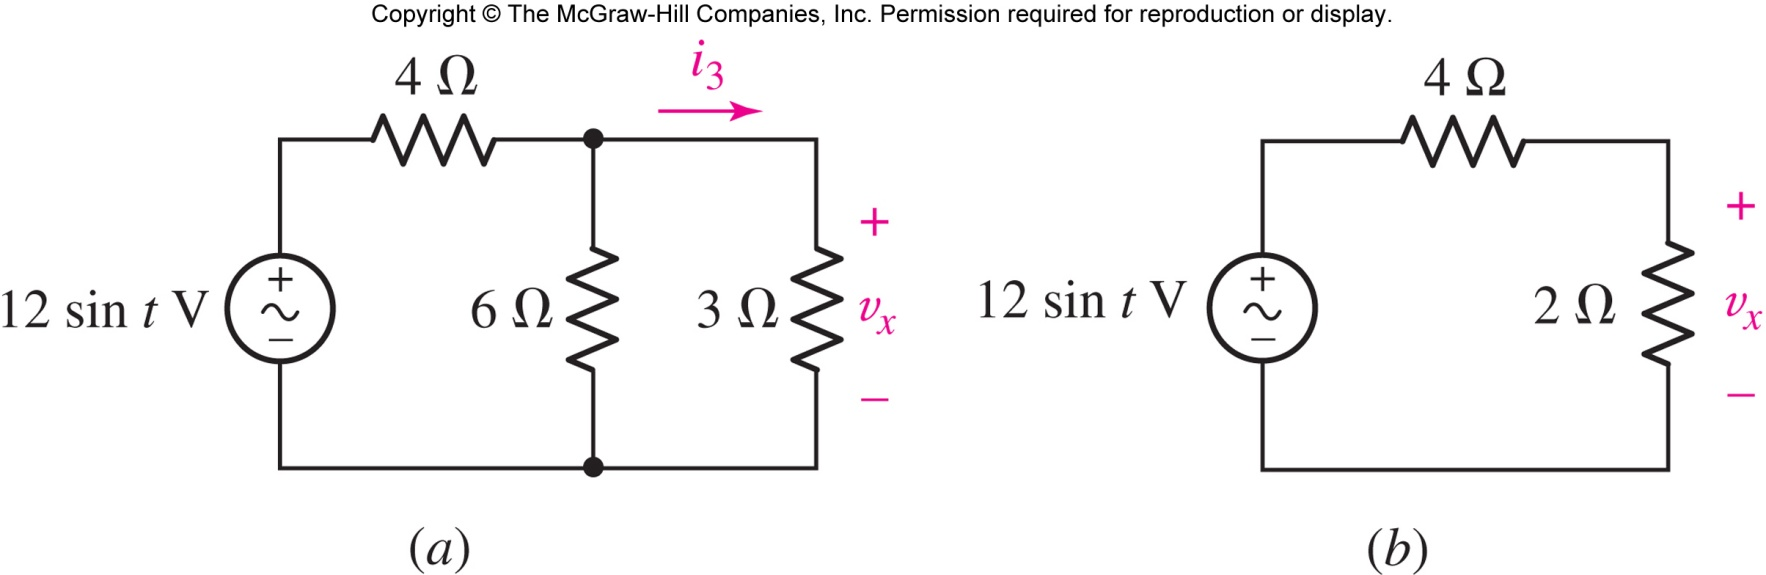 Copyright © The McGraw-Hill Companies, Inc. Permission required for reproduction or display.
4 Ω
i₃
12 sin t V
+
−
6 Ω
3 Ω
+
vₓ
−
(a)
4 Ω
12 sin t V
+
−
2 Ω
+
vₓ
−
(b)